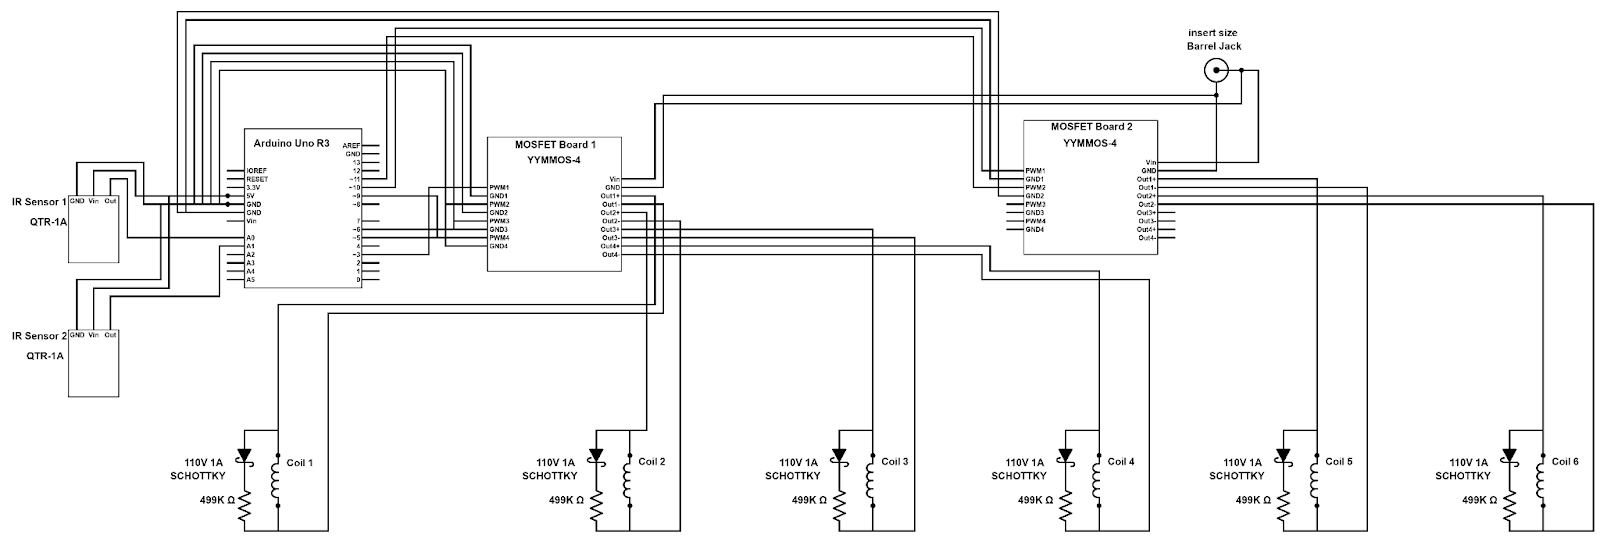 insert size
Barrel Jack
Arduino Uno R3
AREF
GND
13
12
~11
~10
~9
~8
7
~6
~5
4
~3
2
1
0
IOREF
RESET
3.3V
5V
GND
GND
Vin
A0
A1
A2
A3
A4
A5
MOSFET Board 1
YYMMOS-4
PWM1
GND1
PWM2
GND2
PWM3
GND3
PWM4
GND4
Vin
GND
Out1+
Out1-
Out2+
Out2-
Out3+
Out3-
Out4+
Out4-
MOSFET Board 2
YYMMOS-4
PWM1
GND1
PWM2
GND2
PWM3
GND3
PWM4
GND4
Vin
GND
Out1+
Out1-
Out2+
Out2-
Out3+
Out3-
Out4+
Out4-
IR Sensor 1
QTR-1A
GND Vin Out
IR Sensor 2
QTR-1A
GND Vin Out
110V 1A
SCHOTTKY
499K Ω
Coil 1
110V 1A
SCHOTTKY
499K Ω
Coil 2
110V 1A
SCHOTTKY
499K Ω
Coil 3
110V 1A
SCHOTTKY
499K Ω
Coil 4
110V 1A
SCHOTTKY
499K Ω
Coil 5
110V 1A
SCHOTTKY
499K Ω
Coil 6